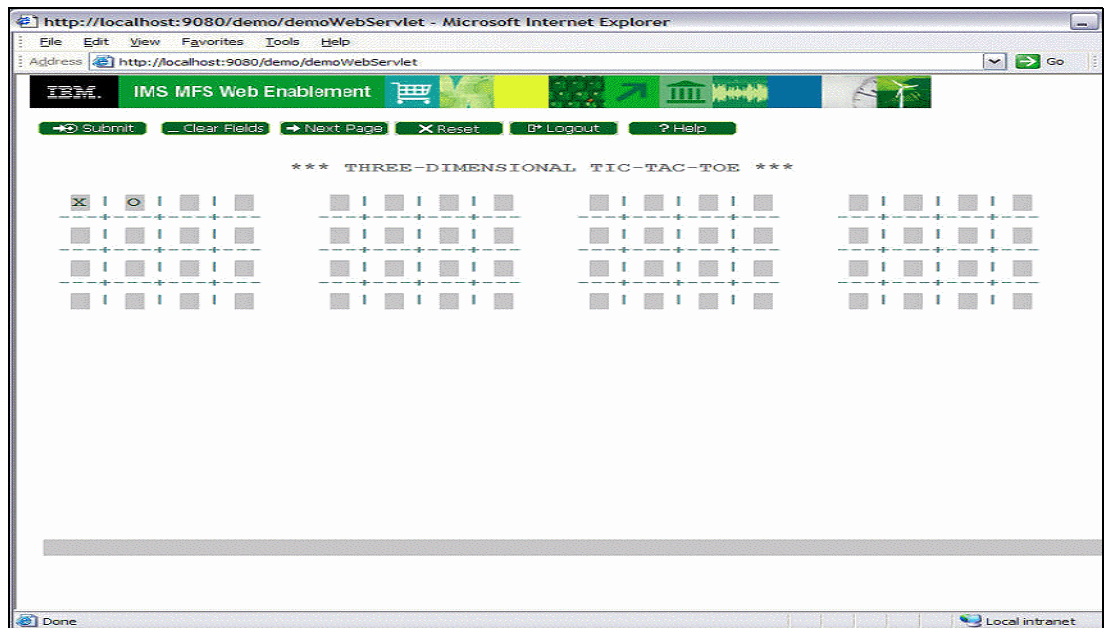 http://localhost:9080/demo/demoWebServlet - Microsoft Internet Explorer
File Edit View Favorites Tools Help
Address http://localhost:9080/demo/demoWebServlet Go
IBM. IMS MFS Web Enablement
Submit Clear Fields Next Page Reset Logout ? Help
*** THREE-DIMENSIONAL TIC-TAC-TOE ***
X O
Done Local intranet